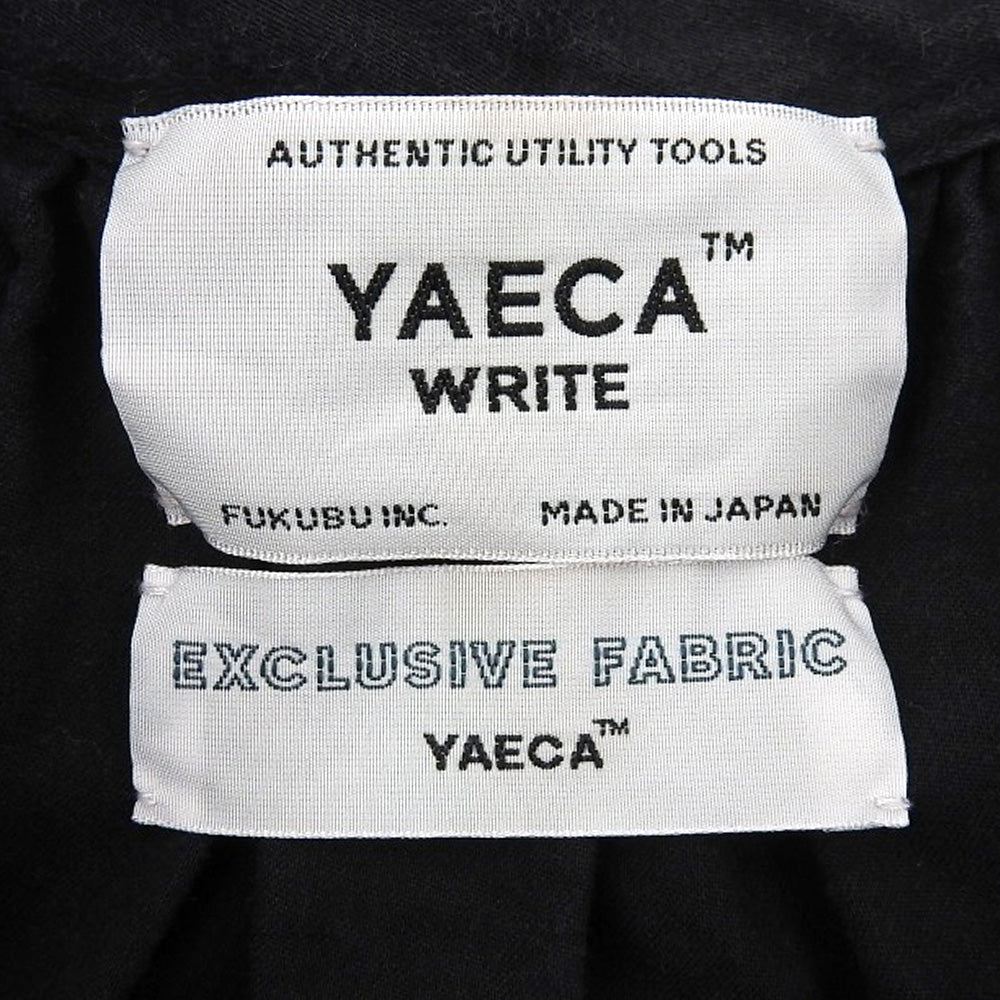 AUTHENTIC UTILITY TOOLS
YAECA™
WRITE
FUKUBU INC. MADE IN JAPAN
EXCLUSIVE FABRIC
YAECA™